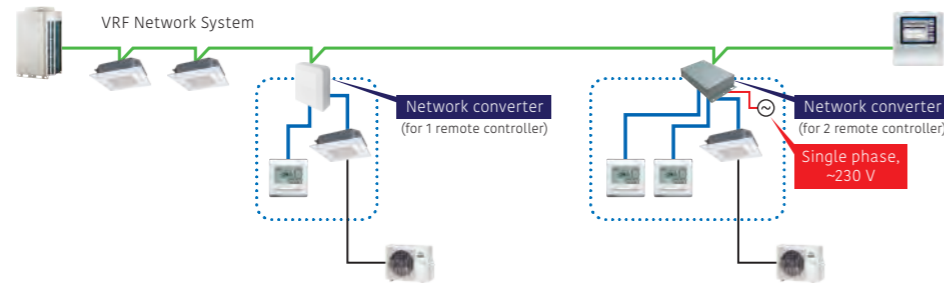 VRF Network System
Network converter
(for 1 remote controller)
Network converter
(for 2 remote controller)
Single phase,
~230 V